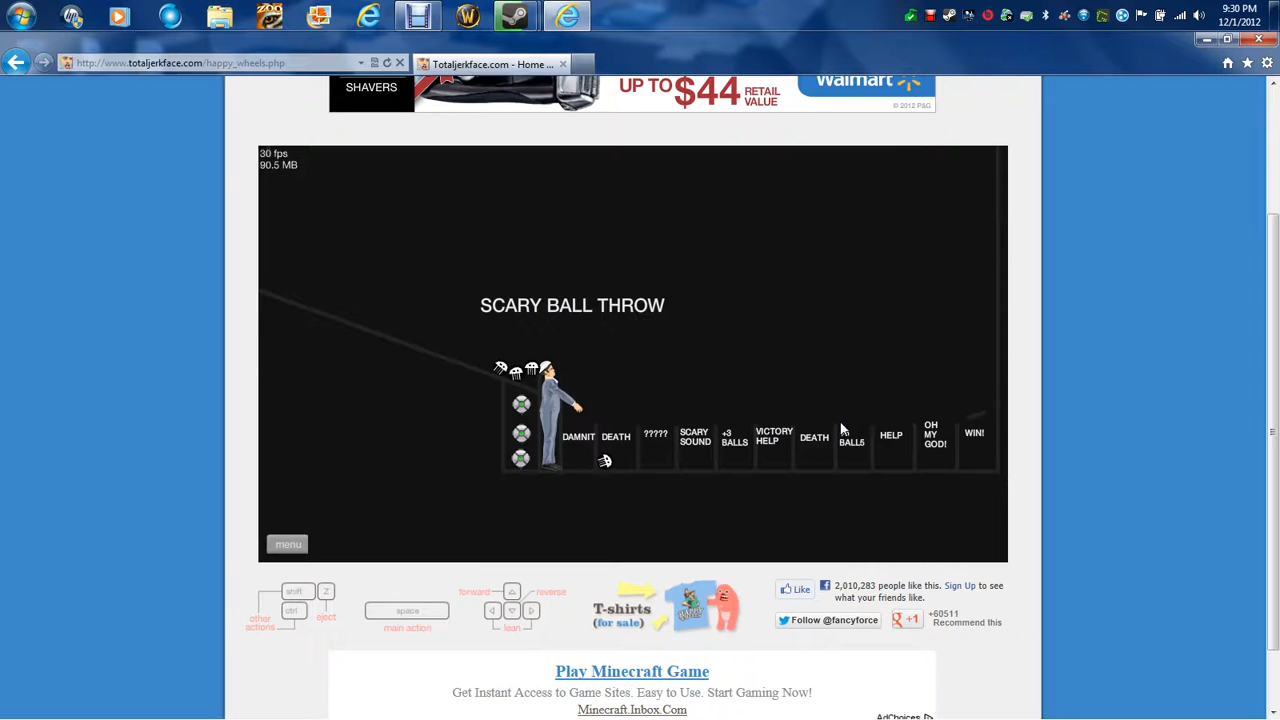 9:30 PM
12/1/2012
http://www.totaljerkface.com/happy_wheels.php
Totaljerkface.com - Home ...
SHAVERS
UP TO $44 RETAIL VALUE
Walmart
© 2012 P&G
30 fps
90.5 MB
SCARY BALL THROW
DAMNIT
DEATH
?????
SCARY SOUND
+3 BALLS
VICTORY HELP
DEATH
BALL5
HELP
OH MY GOD!
WIN!
menu
shift
Z
ctrl
eject
other actions
space
main action
forward
reverse
lean
T-shirts
(for sale)
Like
2,010,283 people like this. Sign Up to see
what your friends like.
Follow @fancyforce
+1
+60511
Recommend this
Play Minecraft Game
Get Instant Access to Game Sites. Easy to Use. Start Gaming Now!
Minecraft.Inbox.Com
AdChoices